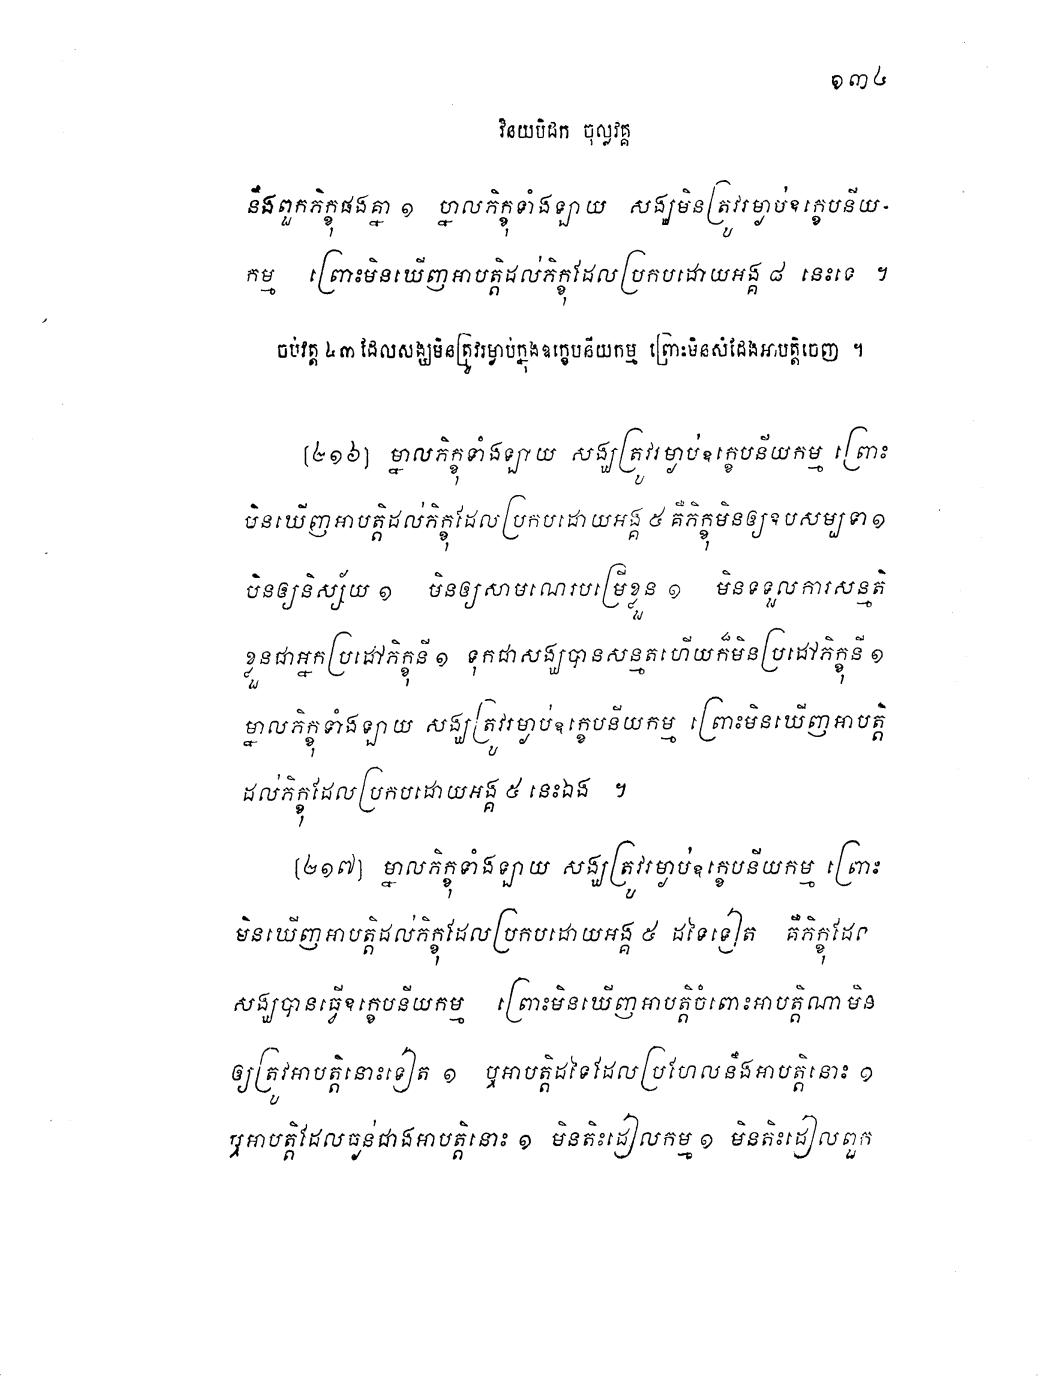 ១៣៤
វិនយបិដក ចុល្លវគ្គ
នឹងពួកភិក្ខុផងគ្នា ១ ម្នាលភិក្ខុទាំងឡាយ សង្ឃមិនត្រូវរម្ងាប់ឧក្ខេបនីយ-
កម្ម ព្រោះមិនឃើញអាបត្តិដល់ភិក្ខុដែលប្រកបដោយអង្គ ៨ នេះទេ ។
ចប់វត្ត ៤៣ ដែលសង្ឃមិនត្រូវរម្ងាប់ក្នុងឧក្ខេបនីយកម្ម ព្រោះមិនសំដែងអាបត្តិចេញ ។
[២១៦] ម្នាលភិក្ខុទាំងឡាយ សង្ឃត្រូវរម្ងាប់ឧក្ខេបនីយកម្ម ព្រោះ
មិនឃើញអាបត្តិដល់ភិក្ខុដែលប្រកបដោយអង្គ ៥ គឺភិក្ខុមិនឲ្យឧបសម្បទា ១
មិនឲ្យនិស្ស័យ ១ មិនឲ្យសាមណេរបម្រើខ្លួន ១ មិនទទួលការសន្មតិ
ខ្លួនជាអ្នកប្រដៅភិក្ខុនី ១ ទុកជាសង្ឃបានសន្មតហើយក៏មិនប្រដៅភិក្ខុនី ១
ម្នាលភិក្ខុទាំងឡាយ សង្ឃត្រូវរម្ងាប់ឧក្ខេបនីយកម្ម ព្រោះមិនឃើញអាបត្តិ
ដល់ភិក្ខុដែលប្រកបដោយអង្គ ៥ នេះឯង ។
[២១៧] ម្នាលភិក្ខុទាំងឡាយ សង្ឃត្រូវរម្ងាប់ឧក្ខេបនីយកម្ម ព្រោះ
មិនឃើញអាបត្តិដល់ភិក្ខុដែលប្រកបដោយអង្គ ៥ ដទៃទៀត គឺភិក្ខុដែល
សង្ឃបានធ្វើឧក្ខេបនីយកម្ម ព្រោះមិនឃើញអាបត្តិចំពោះអាបត្តិណា មិន
ឲ្យត្រូវអាបត្តិនោះទៀត ១ ឬអាបត្តិដទៃដែលប្រហែលនឹងអាបត្តិនោះ ១
ឬអាបត្តិដែលធ្ងន់ជាងអាបត្តិនោះ ១ មិនតិះដៀលកម្ម ១ មិនតិះដៀលពួក